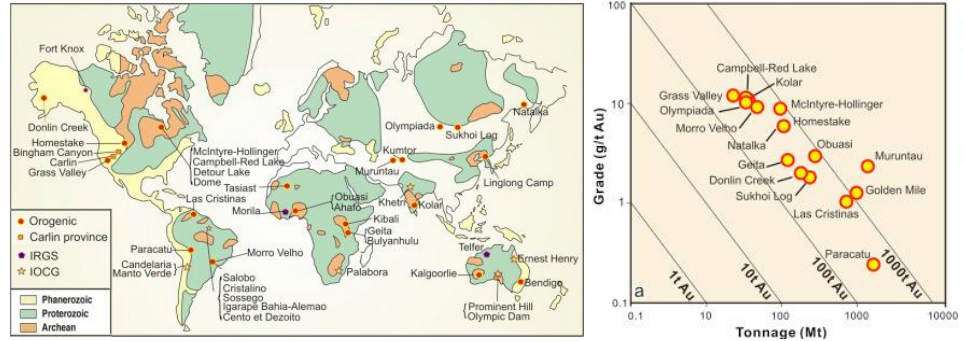 Fort Knox
Donlin Creek
Homestake
Bingham Canyon
Carlin
Grass Valley
McIntyre-Hollinger
Campbell-Red Lake
Detour Lake
Dome
Las Cristinas
Tasiast
Morila
Obuasi
Ahafo
Kibali
Geita
Bulyanhulu
Olympiada
Sukhoi Log
Natalka
Kumtor
Muruntau
Linglong Camp
Khetri
Kolar
Paracatu
Candelaria
Manto Verde
Morro Velho
Salobo
Cristalino
Sossego
Igarape Bahia-Alemao
Cento et Dezoito
Palabora
Telfer
Ernest Henry
Kalgoorlie
Bendigo
Prominent Hill
Olympic Dam
Orogenic
Carlin province
IRGS
IOCG
Phanerozoic
Proterozoic
Archean
Grade (g/t Au)
100
10
1
0.1
Campbell-Red Lake
Kolar
Grass Valley
Olympiada
Morro Velho
McIntyre-Hollinger
Homestake
Natalka
Obuasi
Geita
Muruntau
Donlin Creek
Sukhoi Log
Golden Mile
Las Cristinas
Paracatu
a
1t Au
10t Au
100t Au
1000t Au
0.1
10
100
1000
10000
Tonnage (Mt)